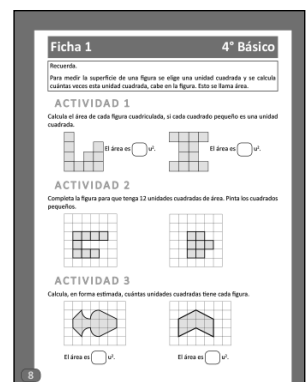 Ficha 1
4° Básico
Recuerda.
Para medir la superficie de una figura se elige una unidad cuadrada y se calcula
cuántas veces esta unidad cuadrada, cabe en la figura. Esto se llama área.
ACTIVIDAD 1
Calcula el área de cada figura cuadriculada, si cada cuadrado pequeño es una unidad
cuadrada.
El área es u².
El área es u².
ACTIVIDAD 2
Completa la figura para que tenga 12 unidades cuadradas de área. Pinta los cuadrados
pequeños.
ACTIVIDAD 3
Calcula, en forma estimada, cuántas unidades cuadradas tiene cada figura.
El área es u².
El área es u².
8